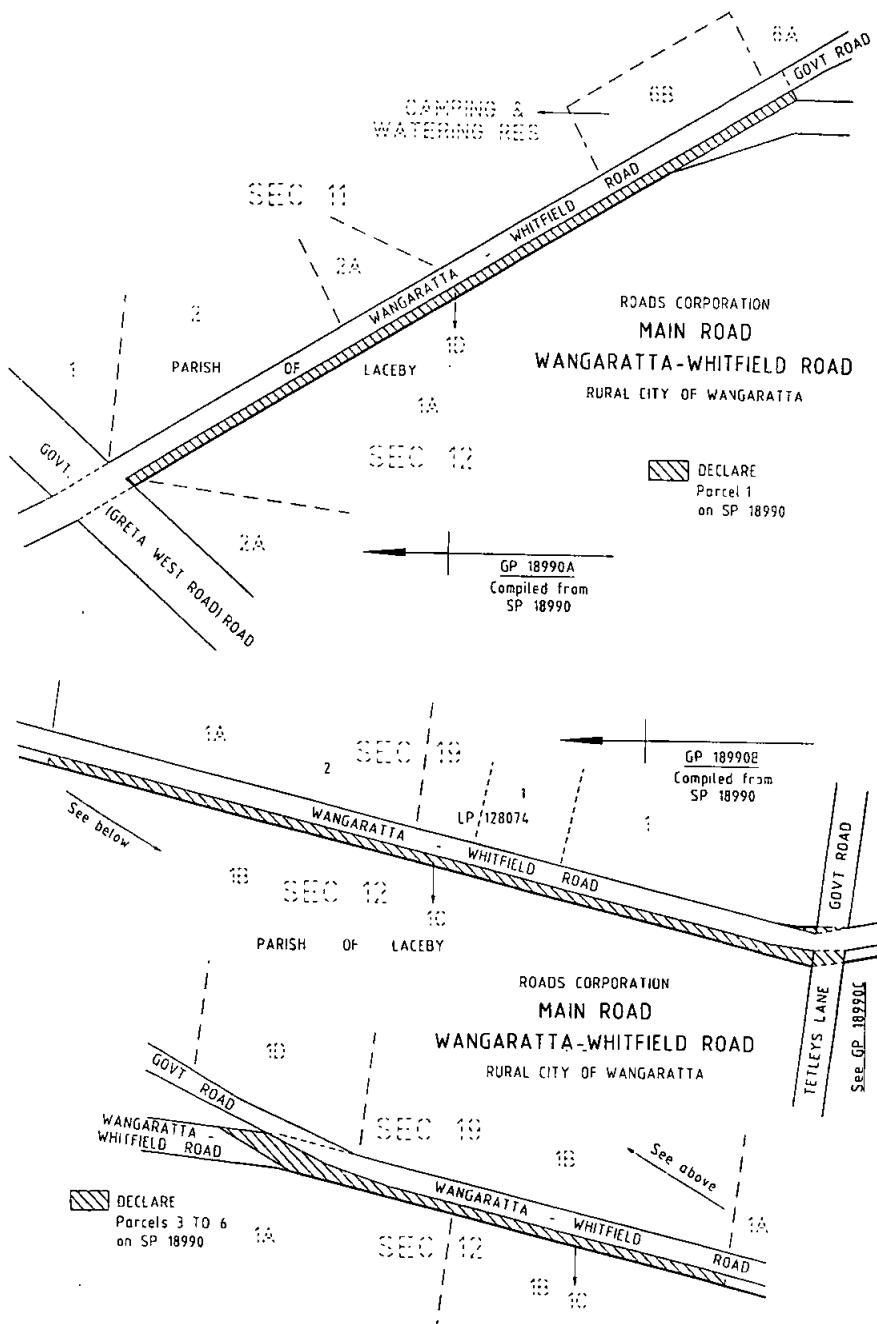 6A
GOVT ROAD
6B
CAMPING &
WATERING RES
SEC 11
WHITFIELD ROAD
2A
WANGARATTA -
2
ROADS CORPORATION
MAIN ROAD
WANGARATTA-WHITFIELD ROAD
RURAL CITY OF WANGARATTA
1D
1
PARISH OF LACEBY
1A
SEC 12
GOVT.
DECLARE
Parcel 1
on SP 18990
(GRETA WEST ROAD) ROAD
2A
GP 18990A
Compiled from
SP 18990
1A
SEC 19
2
GP 18990B
Compiled from
SP 18990
1
LP 128074
1
See below
WANGARATTA - WHITFIELD ROAD
GOVT ROAD
1B
SEC 12
1C
PARISH OF LACEBY
ROADS CORPORATION
MAIN ROAD
WANGARATTA-WHITFIELD ROAD
RURAL CITY OF WANGARATTA
TETLEYS LANE
See GP 18990C
1D
GOVT ROAD
SEC 19
WANGARATTA -
WHITFIELD ROAD
1B
See above
WANGARATTA - WHITFIELD ROAD
1A
DECLARE
Parcels 3 TO 6
on SP 18990
1A
SEC 12
1B
1C